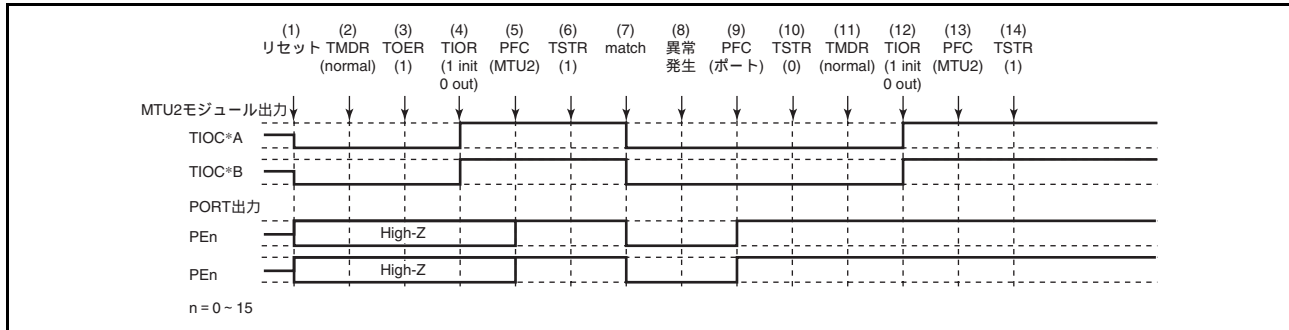 (1) (2) (3) (4) (5) (6) (7) (8) (9) (10) (11) (12) (13) (14)
リセット TMDR TOER TIOR PFC TSTR match 異常 PFC TSTR TMDR TIOR PFC TSTR
(normal) (1) (1 init (MTU2) (1) 発生 (ポート) (0) (normal) (1 init (MTU2) (1)
0 out) 0 out)
MTU2モジュール出力
TIOC*A
TIOC*B
PORT出力
PEn High-Z
PEn High-Z
n = 0 ~ 15